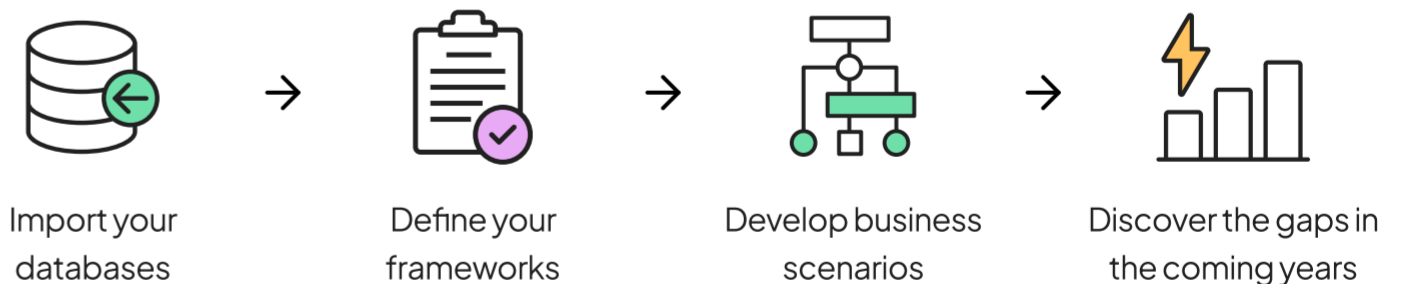 Import your
databases
Define your
frameworks
Develop business
scenarios
Discover the gaps in
the coming years